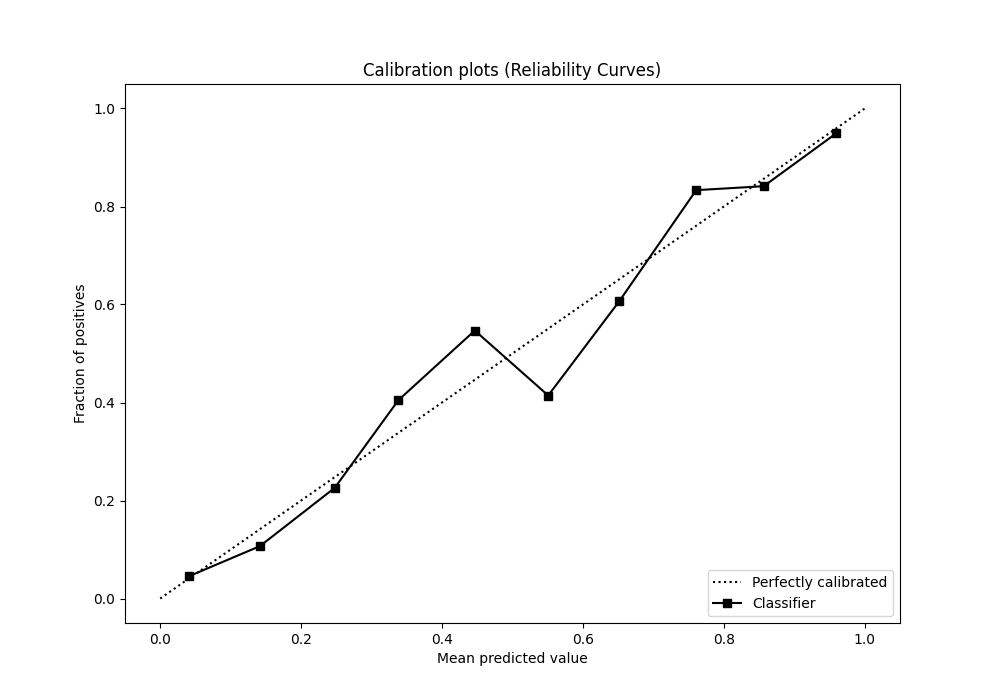 Calibration plots (Reliability Curves)
Fraction of positives
1.0
0.8
0.6
0.4
0.2
0.0
0.0 0.2 0.4 0.6 0.8 1.0
Mean predicted value
Perfectly calibrated
Classifier